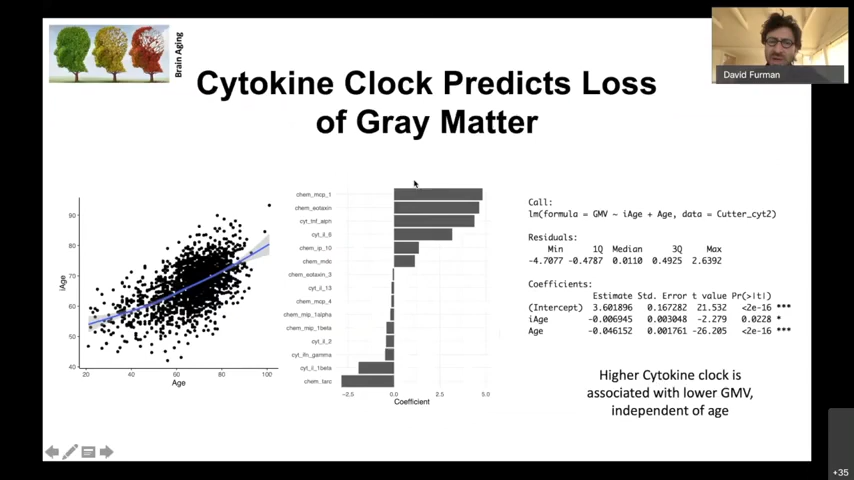 Brain Aging
David Furman
Cytokine Clock Predicts Loss
of Gray Matter
90
80
70
60
50
40
iAge
20
40
60
80
100
Age
chem_mcp_1
chem_eotaxin
cyt_tnf_alph
cyt_il_6
chem_ip_10
chem_mdc
chem_eotaxin_3
cyt_il_13
chem_mcp_4
chem_mip_1alpha
chem_mip_1beta
cyt_il_2
cyt_ifn_gamma
cyt_il_1beta
chem_tarc
-2.5
0.0
2.5
5.0
Coefficient
Call:
lm(formula = GMV ~ iAge + Age, data = Cutter_cyt2)
Residuals:
Min 1Q Median 3Q Max
-4.7077 -0.4787 0.0110 0.4925 2.6392
Coefficients:
Estimate Std. Error t value Pr(>|t|)
(Intercept) 3.601896 0.167282 21.532 <2e-16 ***
iAge -0.006945 0.003048 -2.279 0.0228 *
Age -0.046152 0.001761 -26.205 <2e-16 ***
Higher Cytokine clock is
associated with lower GMV,
independent of age
+35